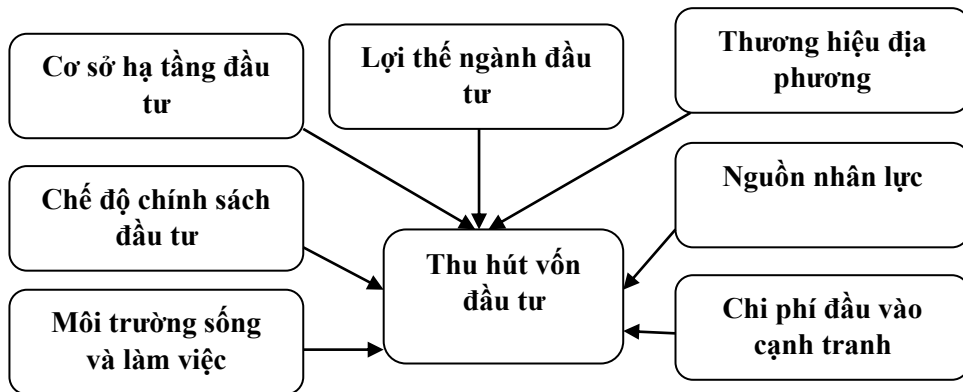 Cơ sở hạ tầng đầu
tư
Lợi thế ngành đầu
tư
Thương hiệu địa
phương
Chế độ chính sách
đầu tư
Thu hút vốn
đầu tư
Nguồn nhân lực
Môi trường sống
và làm việc
Chi phí đầu vào
cạnh tranh